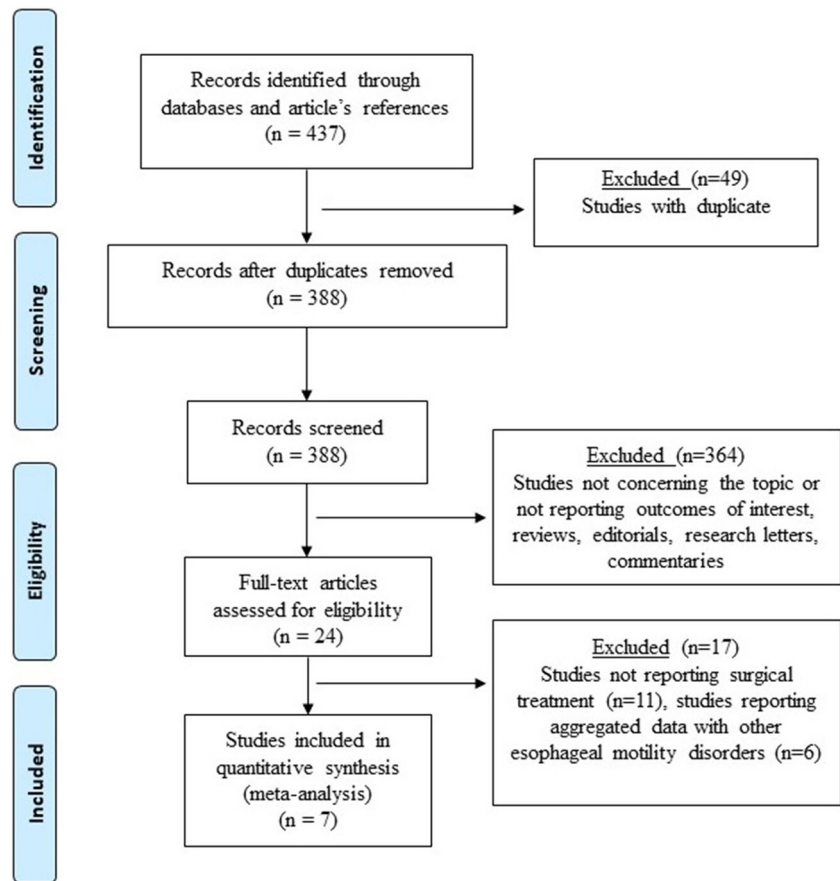 Identification
Records identified through
databases and article's references
(n = 437)
Excluded (n=49)
Studies with duplicate
Screening
Records after duplicates removed
(n = 388)
Records screened
(n = 388)
Excluded (n=364)
Studies not concerning the topic or
not reporting outcomes of interest,
reviews, editorials, research letters,
commentaries
Eligibility
Full-text articles
assessed for eligibility
(n = 24)
Excluded (n=17)
Studies not reporting surgical
treatment (n=11), studies reporting
aggregated data with other
esophageal motility disorders (n=6)
Included
Studies included in
quantitative synthesis
(meta-analysis)
(n = 7)